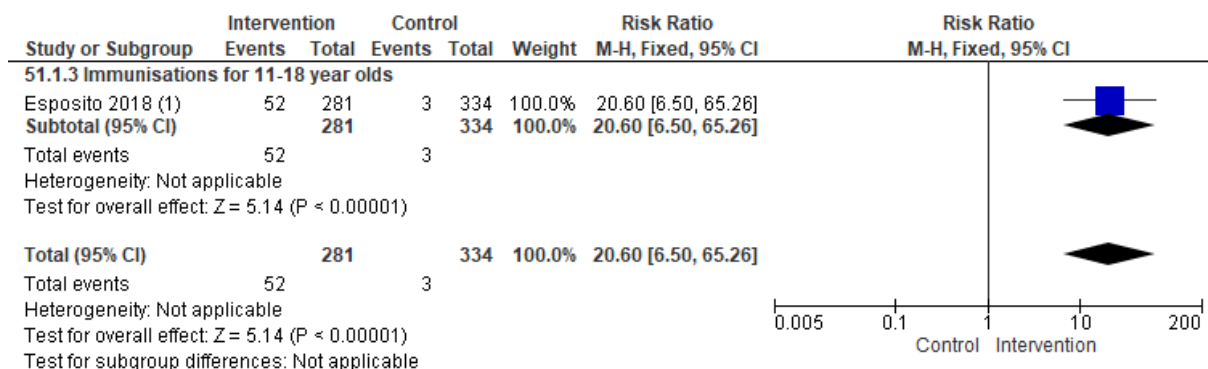 Intervention Control Risk Ratio Risk Ratio
Study or Subgroup Events Total Events Total Weight M-H, Fixed, 95% CI M-H, Fixed, 95% CI
51.1.3 Immunisations for 11-18 year olds
Esposito 2018 (1) 52 281 3 334 100.0% 20.60 [6.50, 65.26]
Subtotal (95% CI) 281 334 100.0% 20.60 [6.50, 65.26]
Total events 52 3
Heterogeneity: Not applicable
Test for overall effect: Z = 5.14 (P < 0.00001)
Total (95% CI) 281 334 100.0% 20.60 [6.50, 65.26]
Total events 52 3
Heterogeneity: Not applicable
Test for overall effect: Z = 5.14 (P < 0.00001)
Test for subgroup differences: Not applicable
0.005 0.1 1 10 200
Control Intervention